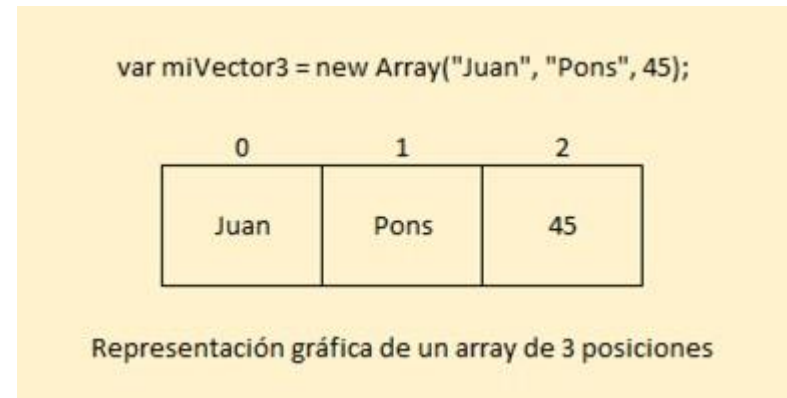 var miVector3 = new Array("Juan", "Pons", 45);
0 1 2
Juan Pons 45
Representación gráfica de un array de 3 posiciones